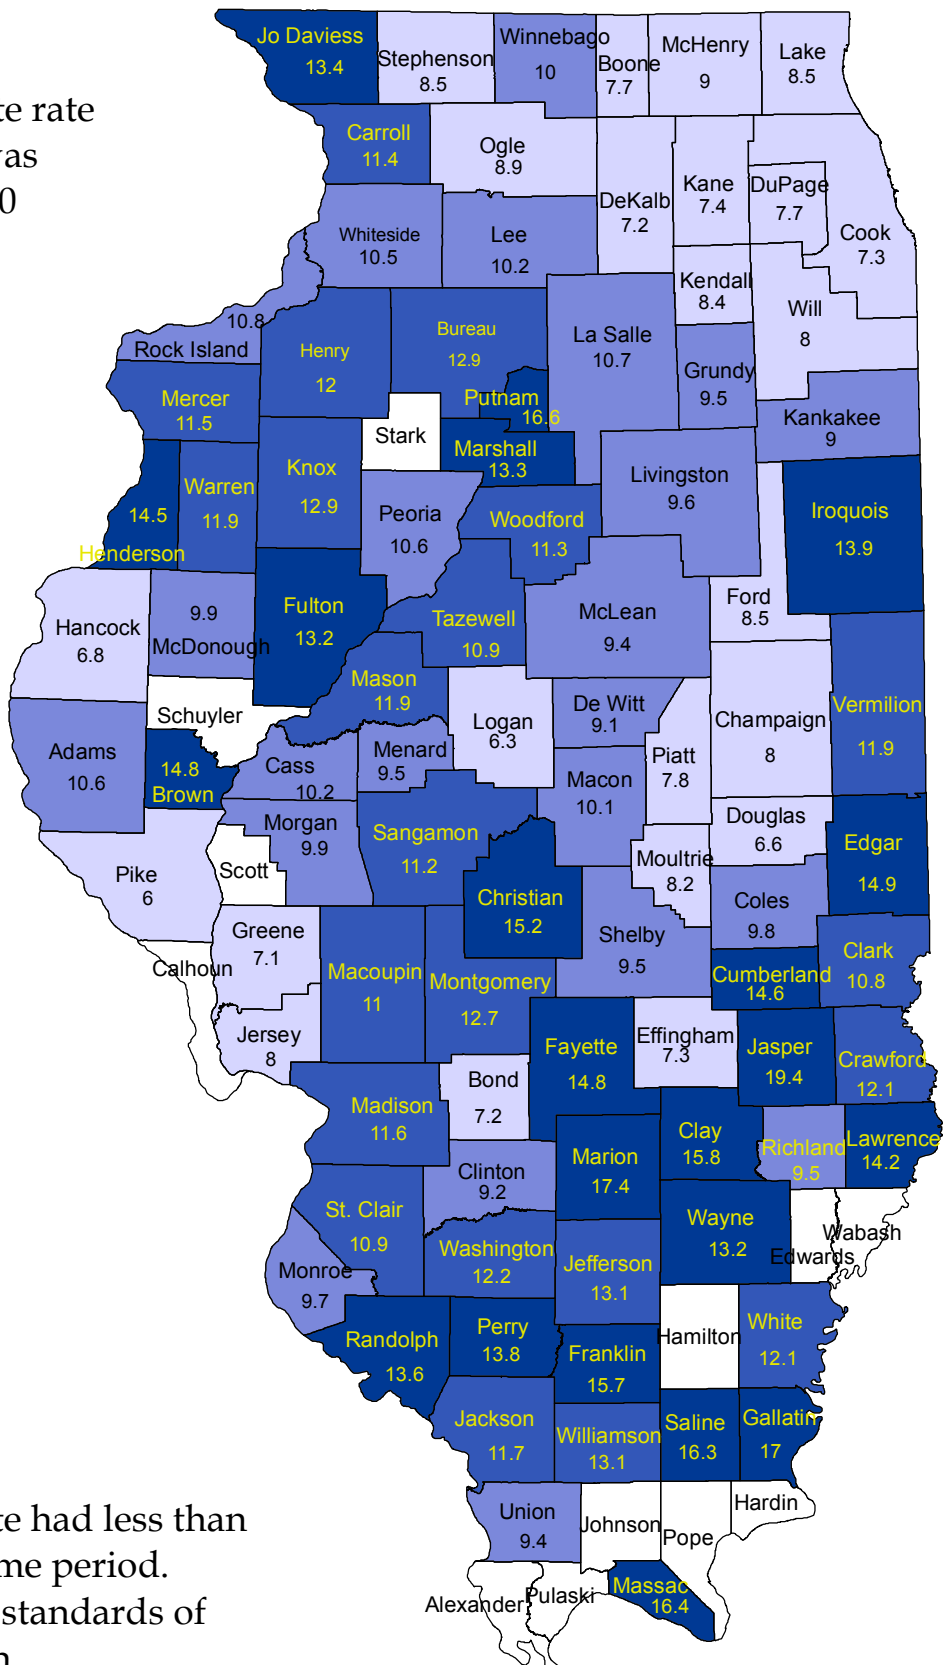 Jo Daviess
13.4
Stephenson
8.5
Winnebago
10
Boone
7.7
McHenry
9
Lake
8.5
te rate
vas
0
Carroll
11.4
Ogle
8.9
DeKalb
7.2
Kane
7.4
DuPage
7.7
Cook
7.3
Whiteside
10.5
Lee
10.2
Kendall
8.4
Will
8
10.8
Rock Island
Henry
12
Bureau
12.9
La Salle
10.7
Grundy
9.5
Mercer
11.5
Putnam
16.6
Kankakee
9
Stark
Marshall
13.3
Knox
12.9
Warren
11.9
14.5
Henderson
Peoria
10.6
Woodford
11.3
Livingston
9.6
Iroquois
13.9
Hancock
6.8
9.9
McDonough
Fulton
13.2
Tazewell
10.9
McLean
9.4
Ford
8.5
Mason
11.9
Schuyler
Logan
6.3
De Witt
9.1
Champaign
8
Vermilion
11.9
Adams
10.6
14.8
Brown
Cass
10.2
Menard
9.5
Macon
10.1
Piatt
7.8
Morgan
9.9
Sangamon
11.2
Douglas
6.6
Edgar
14.9
Pike
6
Scott
Christian
15.2
Moultrie
8.2
Coles
9.8
Greene
7.1
Shelby
9.5
Calhoun
Macoupin
11
Montgomery
12.7
Cumberland
14.6
Clark
10.8
Jersey
8
Fayette
14.8
Effingham
7.3
Jasper
19.4
Crawford
12.1
Bond
7.2
Madison
11.6
Clay
15.8
Richland
9.5
Lawrence
14.2
Clinton
9.2
Marion
17.4
St. Clair
10.9
Wayne
13.2
Wabash
Edwards
Washington
12.2
Jefferson
13.1
Monroe
9.7
Randolph
13.6
Perry
13.8
Franklin
15.7
Hamilton
White
12.1
Jackson
11.7
Williamson
13.1
Saline
16.3
Gallatin
17
te had less than
me period.
standards of
n
Union
9.4
Johnson
Pope
Hardin
Alexander
Pulaski
Massac
16.4